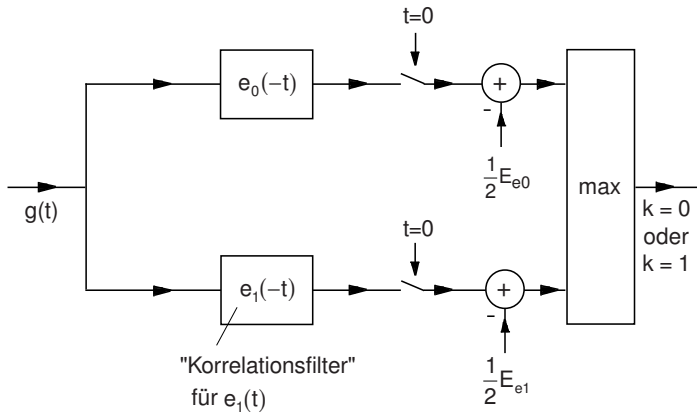 t=0
e₀(−t)
+
-
½E_e0
g(t)
max
k = 0
oder
k = 1
t=0
e₁(−t)
+
-
½E_e1
"Korrelationsfilter"
für e₁(t)